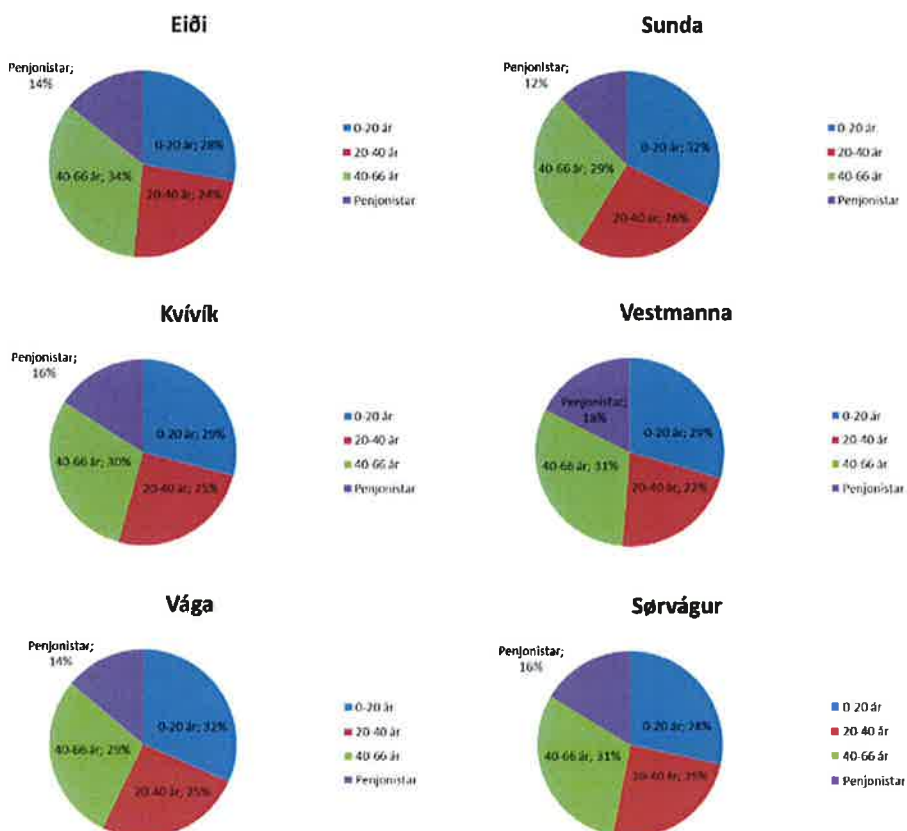 Eiði
Penjonistar;
14%
0-20 ár; 28%
40-66 ár; 34%
20-40 ár; 24%
0-20 ár
20-40 ár
40-66 ár
Penjonistar
Sunda
Penjonistar;
12%
0-20 ár; 32%
40-66 ár; 29%
20-40 ár; 26%
0-20 ár
20-40 ár
40-66 ár
Penjonistar
Kvívík
Penjonistar;
16%
0-20 ár; 29%
40-66 ár; 30%
20-40 ár; 25%
0-20 ár
20-40 ár
40-66 ár
Penjonistar
Vestmanna
Penjonistar;
18%
0-20 ár; 29%
40-66 ár; 31%
20-40 ár; 22%
0-20 ár
20-40 ár
40-66 ár
Penjonistar
Vága
Penjonistar;
14%
0-20 ár; 32%
40-66 ár; 29%
20-40 ár; 25%
0-20 ár
20-40 ár
40-66 ár
Penjonistar
Sørvágur
Penjonistar;
16%
0-20 ár; 28%
40-66 ár; 31%
20-40 ár; 25%
0-20 ár
20-40 ár
40-66 ár
Penjonistar